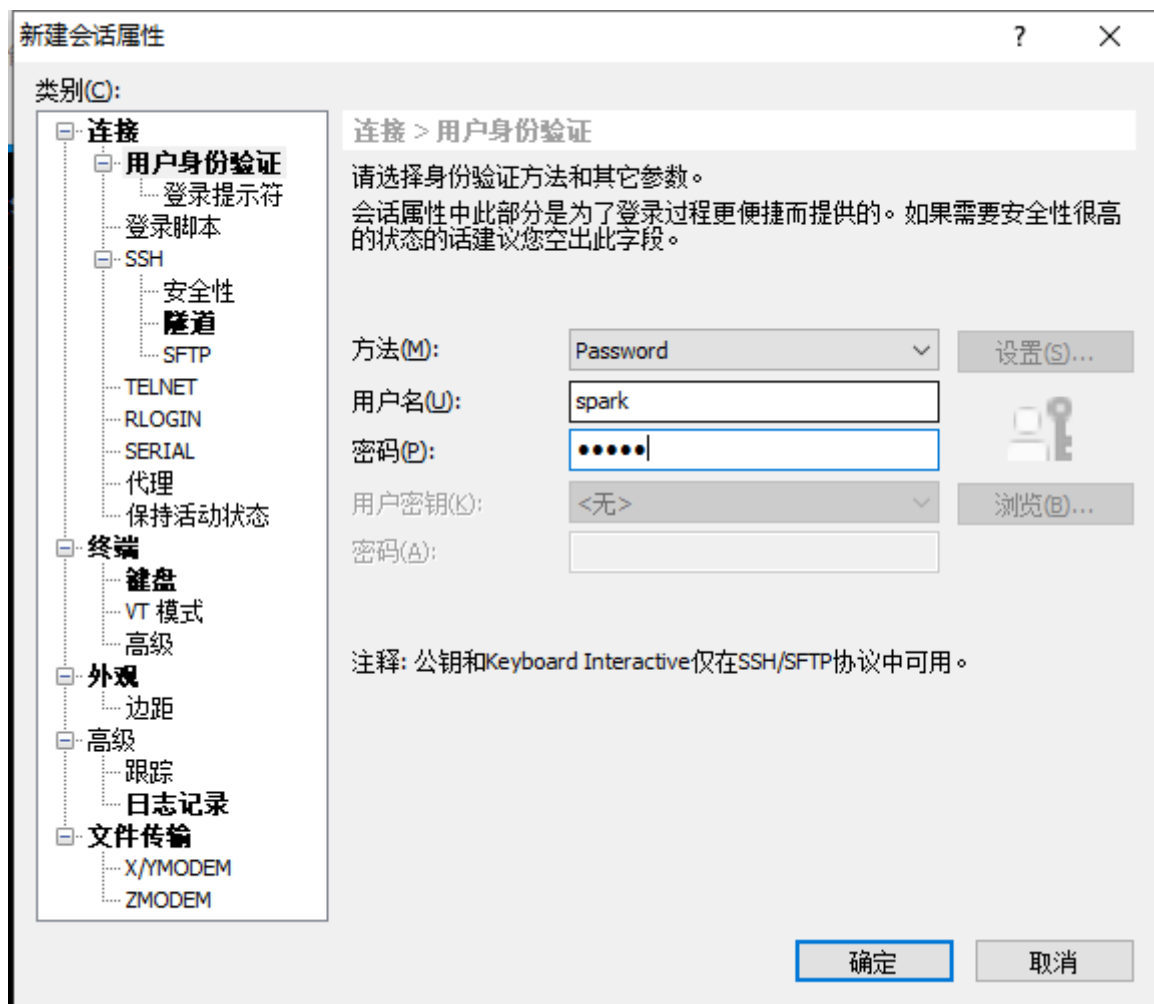 新建会话属性
?
类别(C):
连接
用户身份验证
登录提示符
登录脚本
SSH
安全性
隧道
SFTP
TELNET
RLOGIN
SERIAL
代理
保持活动状态
终端
键盘
VT 模式
高级
外观
边距
高级
跟踪
日志记录
文件传输
X/YMODEM
ZMODEM
连接 > 用户身份验证
请选择身份验证方法和其它参数。
会话属性中此部分是为了登录过程更便捷而提供的。如果需要安全性很高
的状态的话建议您空出此字段。
方法(M): Password 设置(S)...
用户名(U): spark
密码(P): •••••
用户密钥(K): <无> 浏览(B)...
密码(A):
注释: 公钥和Keyboard Interactive仅在SSH/SFTP协议中可用。
确定 取消